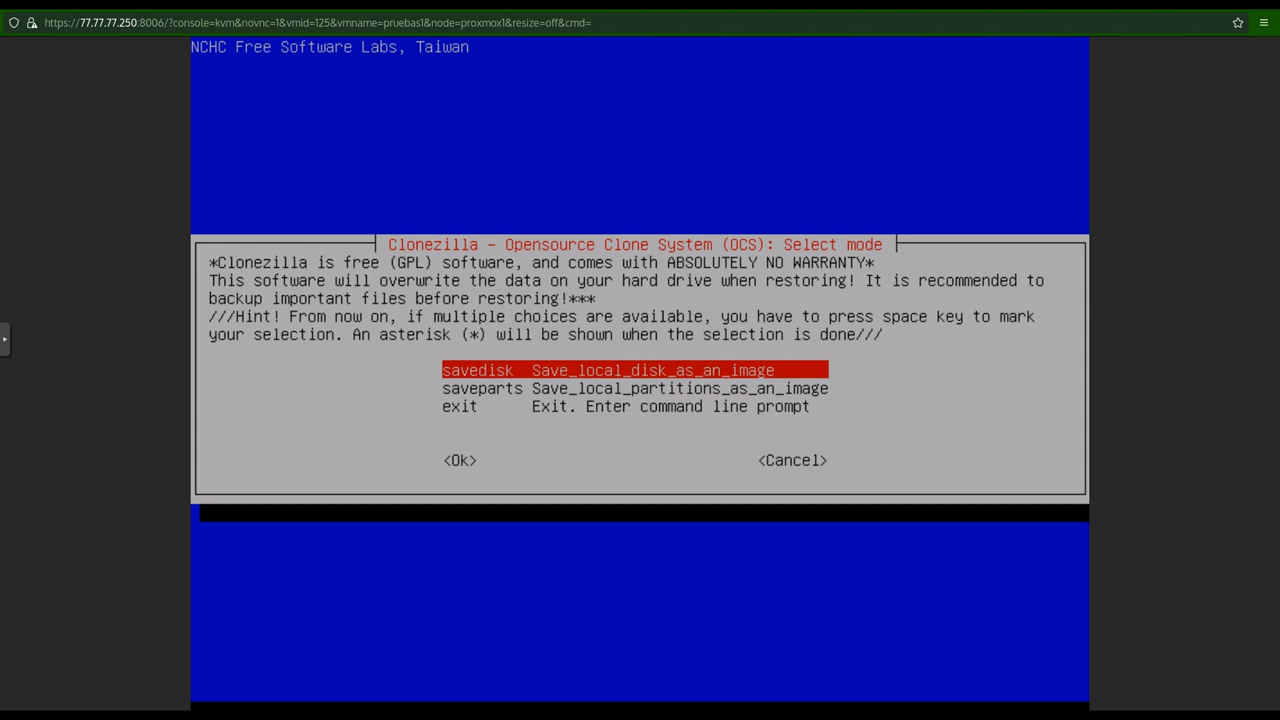 https://77.77.77.250:8006/?console=kvm&novnc=1&vmid=125&vmname=pruebas1&node=proxmox1&resize=off&cmd=
NCHC Free Software Labs, Taiwan
Clonezilla - Opensource Clone System (OCS): Select mode
*Clonezilla is free (GPL) software, and comes with ABSOLUTELY NO WARRANTY*
This software will overwrite the data on your hard drive when restoring! It is recommended to
backup important files before restoring!***
///Hint! From now on, if multiple choices are available, you have to press space key to mark
your selection. An asterisk (*) will be shown when the selection is done///
savedisk Save_local_disk_as_an_image
saveparts Save_local_partitions_as_an_image
exit Exit. Enter command line prompt
<Ok> <Cancel>